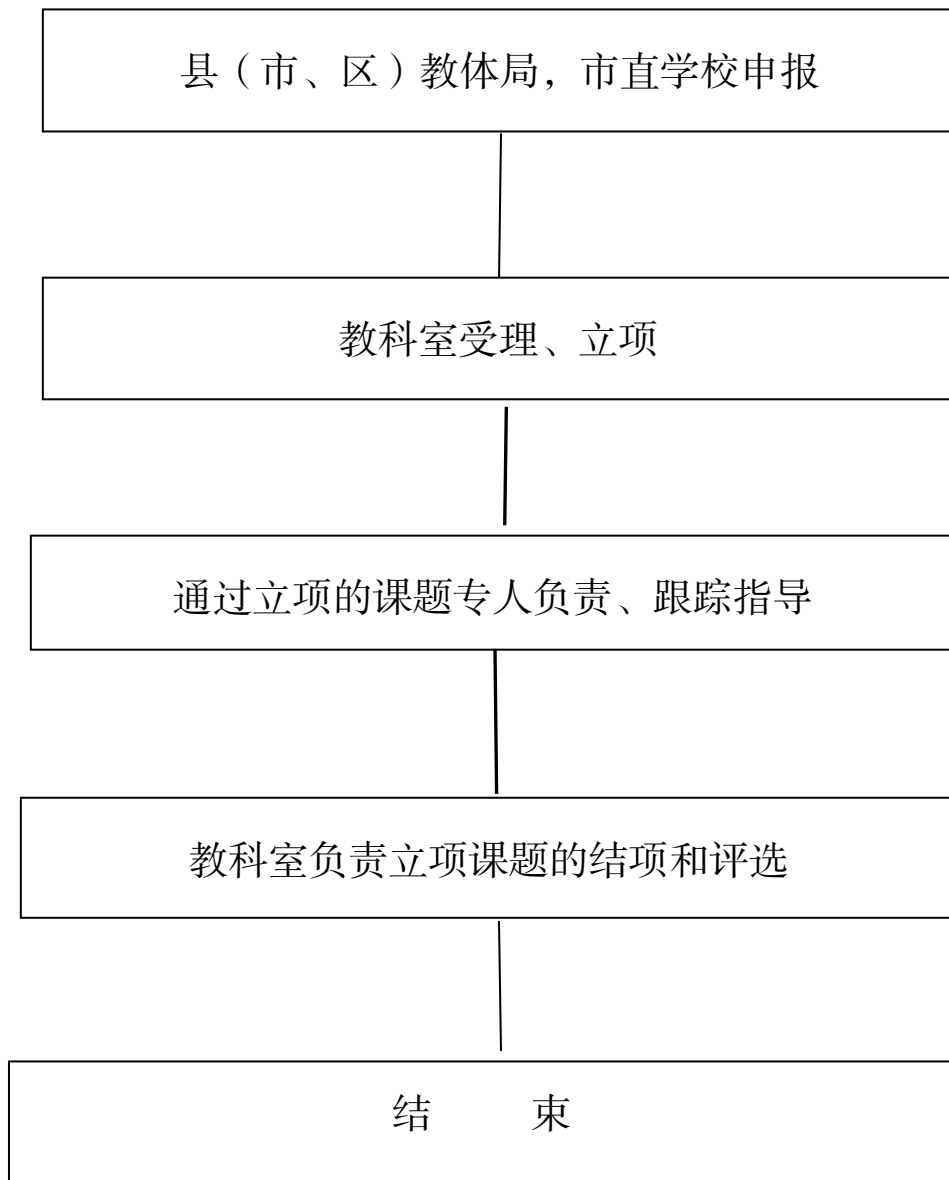 县（市、区）教体局，市直学校申报
教科室受理、立项
通过立项的课题专人负责、跟踪指导
教科室负责立项课题的结项和评选
结 束